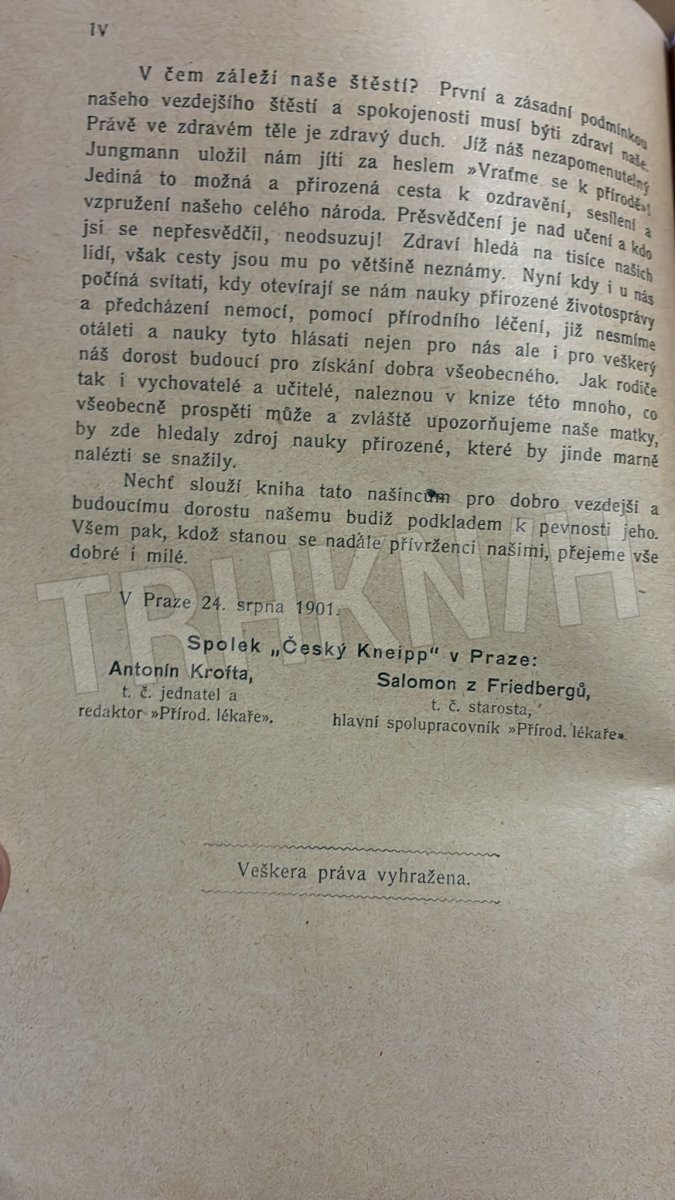 IV
V čem záleží naše štěstí? První a zásadní podmínkou
našeho vezdejšího štěstí a spokojenosti musí býti zdraví naše.
Právě ve zdravém těle je zdravý duch. Jíž náš nezapomenutelný
Jungmann uložil nám jíti za heslem »Vraťme se k přírodě«!
Jediná to možná a přirozená cesta k ozdravění, sesílení a
vzpružení našeho celého národa. Prěsvědčení je nad učení a kdo
jsi se nepřesvědčil, neodsuzuj! Zdraví hledá na tisíce našich
lidí, však cesty jsou mu po většině neznámy. Nyní kdy i u nás
počíná svítati, kdy otevírají se nám nauky přirozené životosprávy
a předcházení nemocí, pomocí přírodního léčení, již nesmíme
otáleti a nauky tyto hlásati nejen pro nás ale i pro veškerý
náš dorost budoucí pro získání dobra všeobecného. Jak rodiče
tak i vychovatelé a učitelé, naleznou v knize této mnoho, co
všeobecně prospěti může a zvláště upozorňujeme naše matky,
by zde hledaly zdroj nauky přirozené, které by jinde marně
nalézti se snažily.
Nechť slouží kniha tato našincům pro dobro vezdejší a
budoucímu dorostu našemu budiž podkladem k pevnosti jeho.
Všem pak, kdož stanou se nadále přívrženci našimi, přejeme vše
dobré i milé.
V Praze 24. srpna 1901.
Spolek „Český Kneipp" v Praze:
Antonín Krofta,
t. č. jednatel a
redaktor »Přírod. lékaře«.
Salomon z Friedbergů,
t. č. starosta,
hlavní spolupracovník »Přírod. lékaře«.
Veškera práva vyhražena.
TRHKNIH